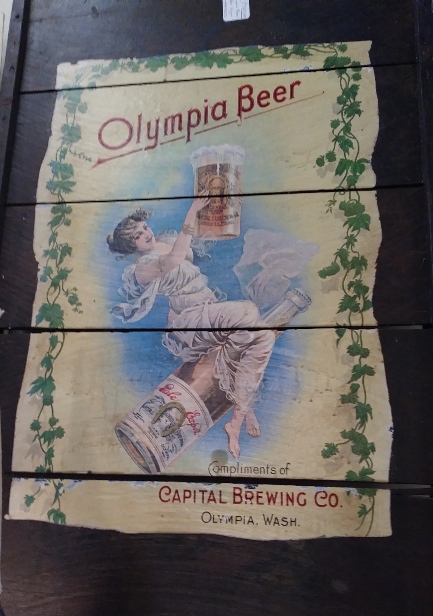 Olympia Beer
Compliments of
CAPITAL BREWING CO.
OLYMPIA, WASH.